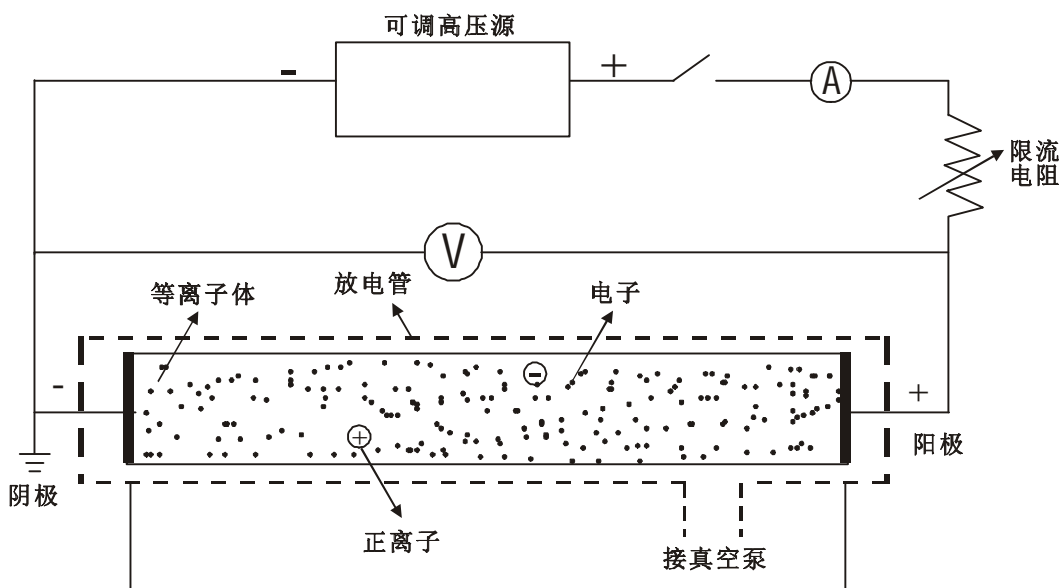 可调高压源
-
+
A
限流
电阻
V
等离子体
放电管
电子
-
-
+
+
阳极
阴极
正离子
接真空泵